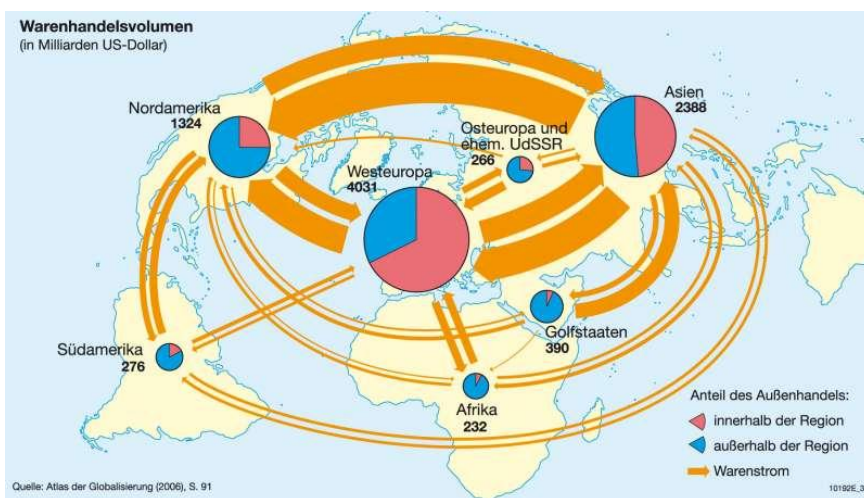 Warenhandelsvolumen
(in Milliarden US-Dollar)
Nordamerika
1324
Asien
2388
Osteuropa und
ehem. UdSSR
266
Westeuropa
4031
Südamerika
276
Golfstaaten
390
Afrika
232
Anteil des Außenhandels:
innerhalb der Region
außerhalb der Region
Warenstrom
Quelle: Atlas der Globalisierung (2006), S. 91
10192E_3